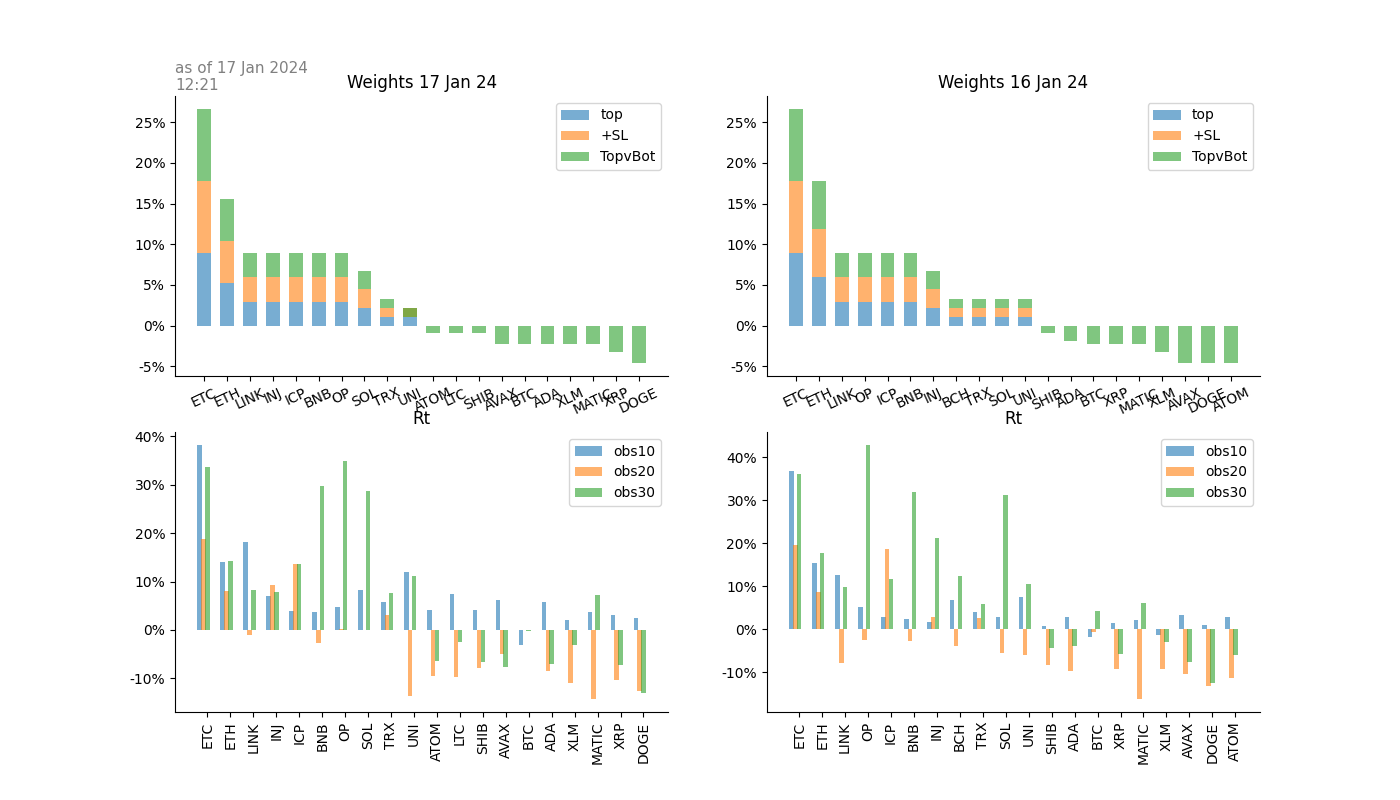 as of 17 Jan 2024
12:21
Weights 17 Jan 24
25%
20%
15%
10%
5%
0%
-5%
top
+SL
TopvBot
ETC ETH LINK INJ ICP BNB OP SOL TRX UNI ATOM LTC SHIB AVAX BTC ADA XLM MATIC XRP DOGE
Weights 16 Jan 24
25%
20%
15%
10%
5%
0%
-5%
top
+SL
TopvBot
ETC ETH LINK OP ICP BNB INJ BCH TRX SOL UNI SHIB ADA BTC XRP MATIC XLM AVAX DOGE ATOM
Rt
40%
30%
20%
10%
0%
-10%
obs10
obs20
obs30
ETC ETH LINK INJ ICP BNB OP SOL TRX UNI ATOM LTC SHIB AVAX BTC ADA XLM MATIC XRP DOGE
Rt
40%
30%
20%
10%
0%
-10%
obs10
obs20
obs30
ETC ETH LINK OP ICP BNB INJ BCH TRX SOL UNI SHIB ADA BTC XRP MATIC XLM AVAX DOGE ATOM